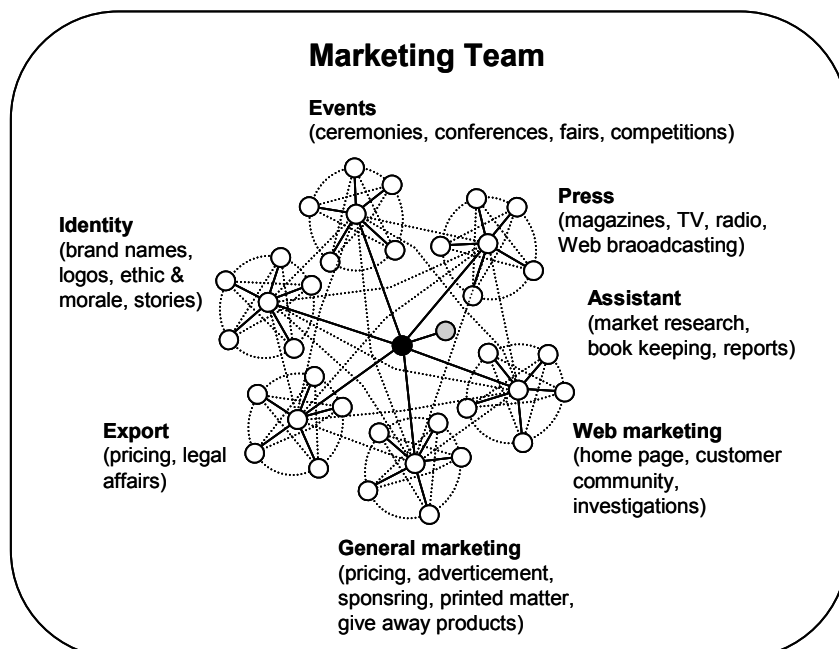 Marketing Team
Events
(ceremonies, conferences, fairs, competitions)
Press
(magazines, TV, radio,
Web braoadcasting)
Identity
(brand names,
logos, ethic &
morale, stories)
Assistant
(market research,
book keeping, reports)
Export
(pricing, legal
affairs)
Web marketing
(home page, customer
community,
investigations)
General marketing
(pricing, adverticement,
sponsring, printed matter,
give away products)